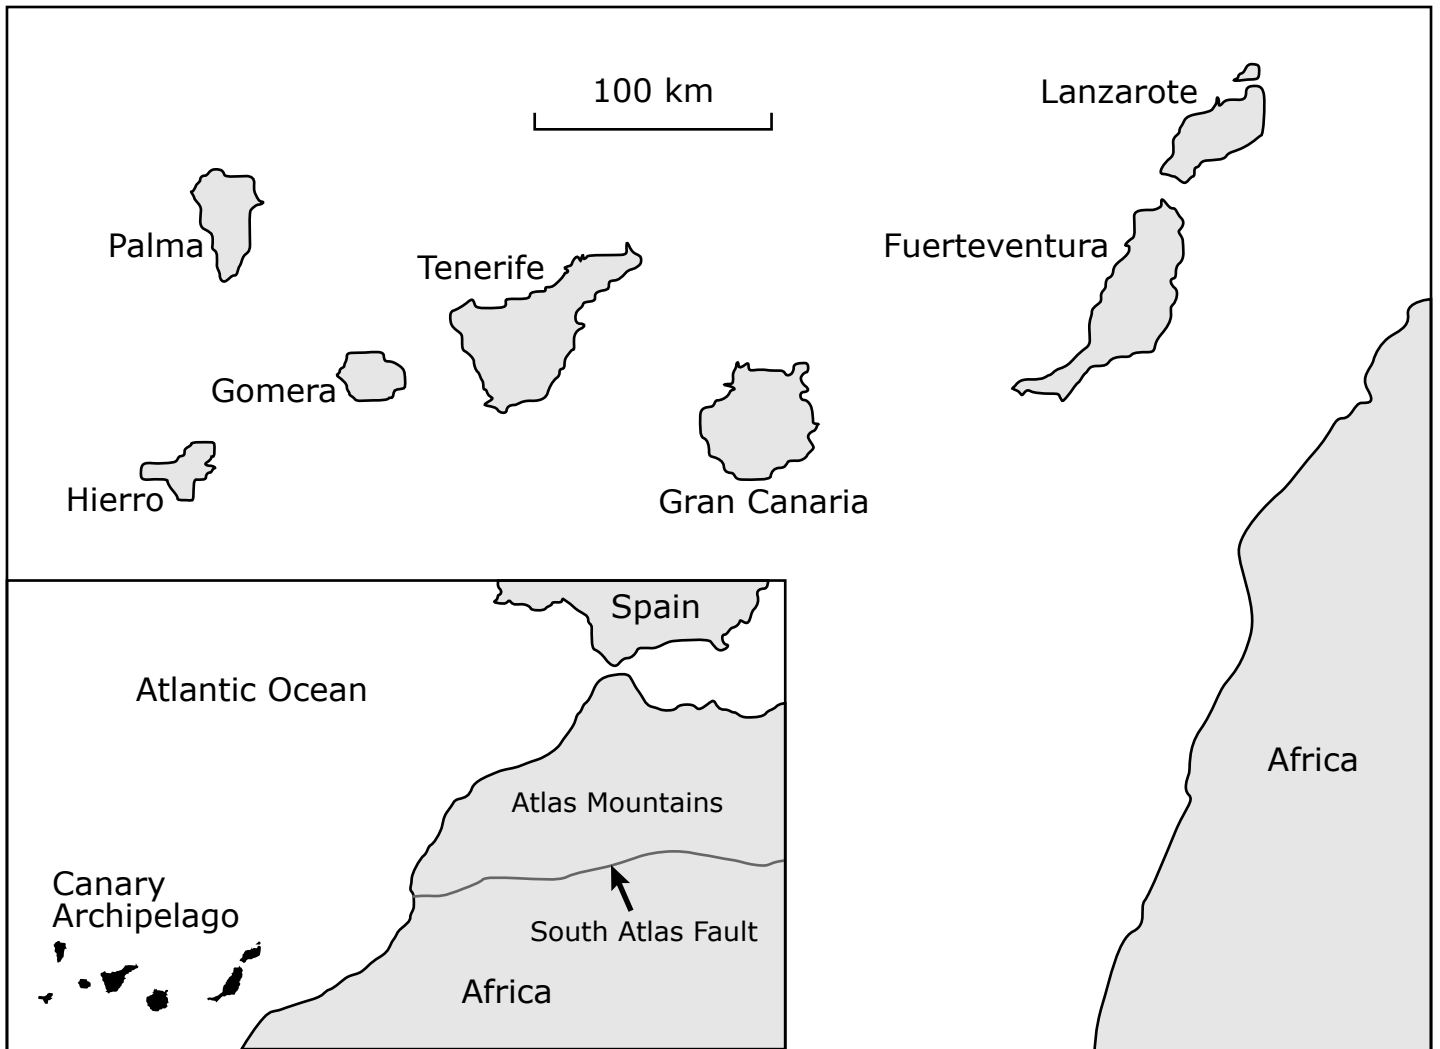 100 km
Lanzarote
Palma
Tenerife
Fuerteventura
Gomera
Hierro
Gran Canaria
Spain
Atlantic Ocean
Africa
Atlas Mountains
Canary
Archipelago
South Atlas Fault
Africa